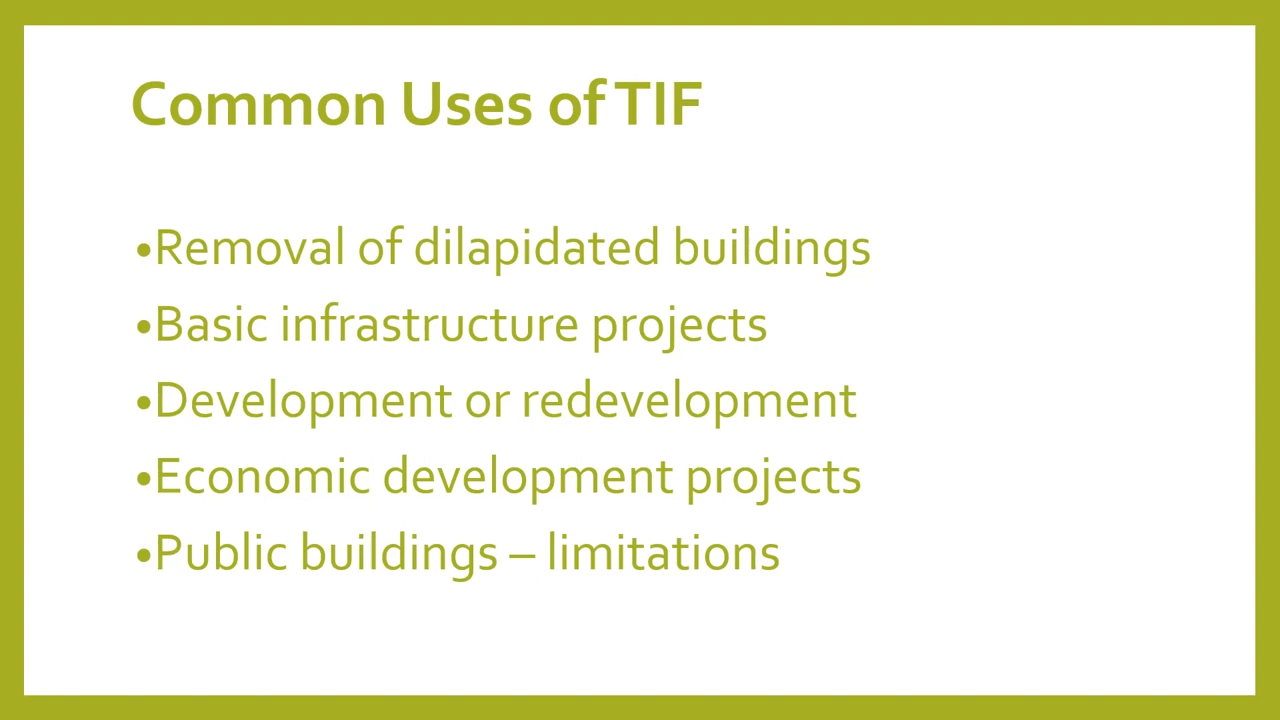 Common Uses of TIF
•Removal of dilapidated buildings
•Basic infrastructure projects
•Development or redevelopment
•Economic development projects
•Public buildings – limitations